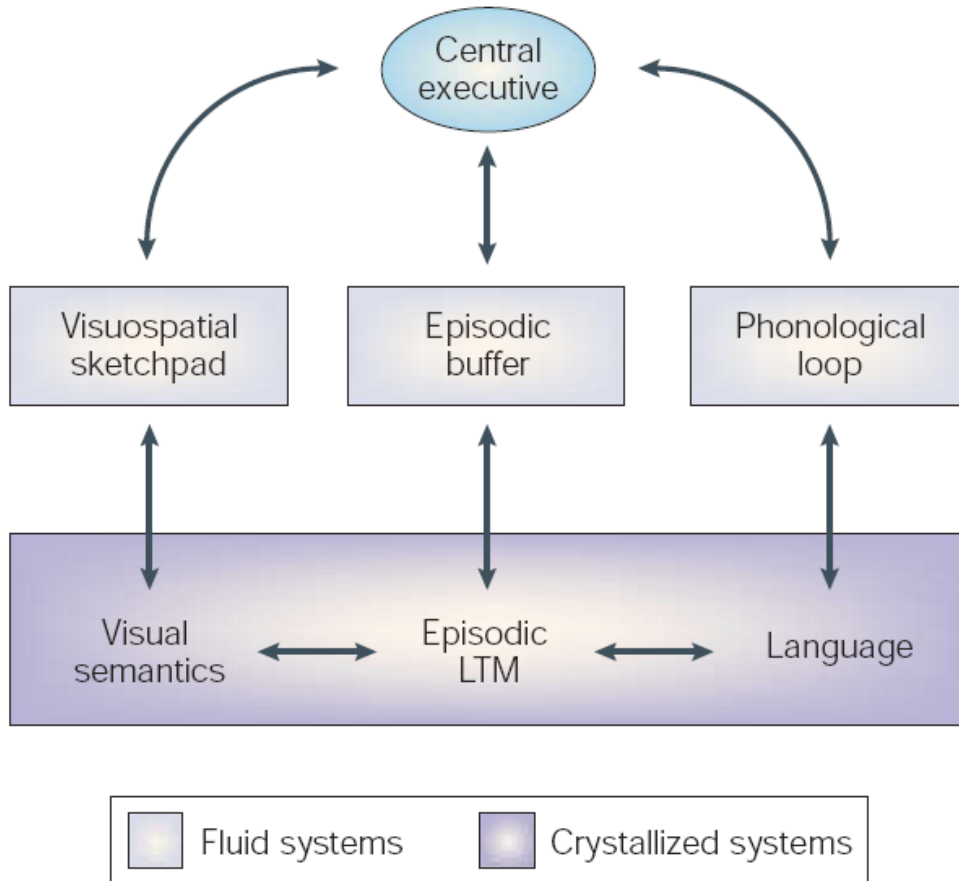 Central
executive
Visuospatial
sketchpad
Episodic
buffer
Phonological
loop
Visual
semantics
Episodic
LTM
Language
Fluid systems
Crystallized systems